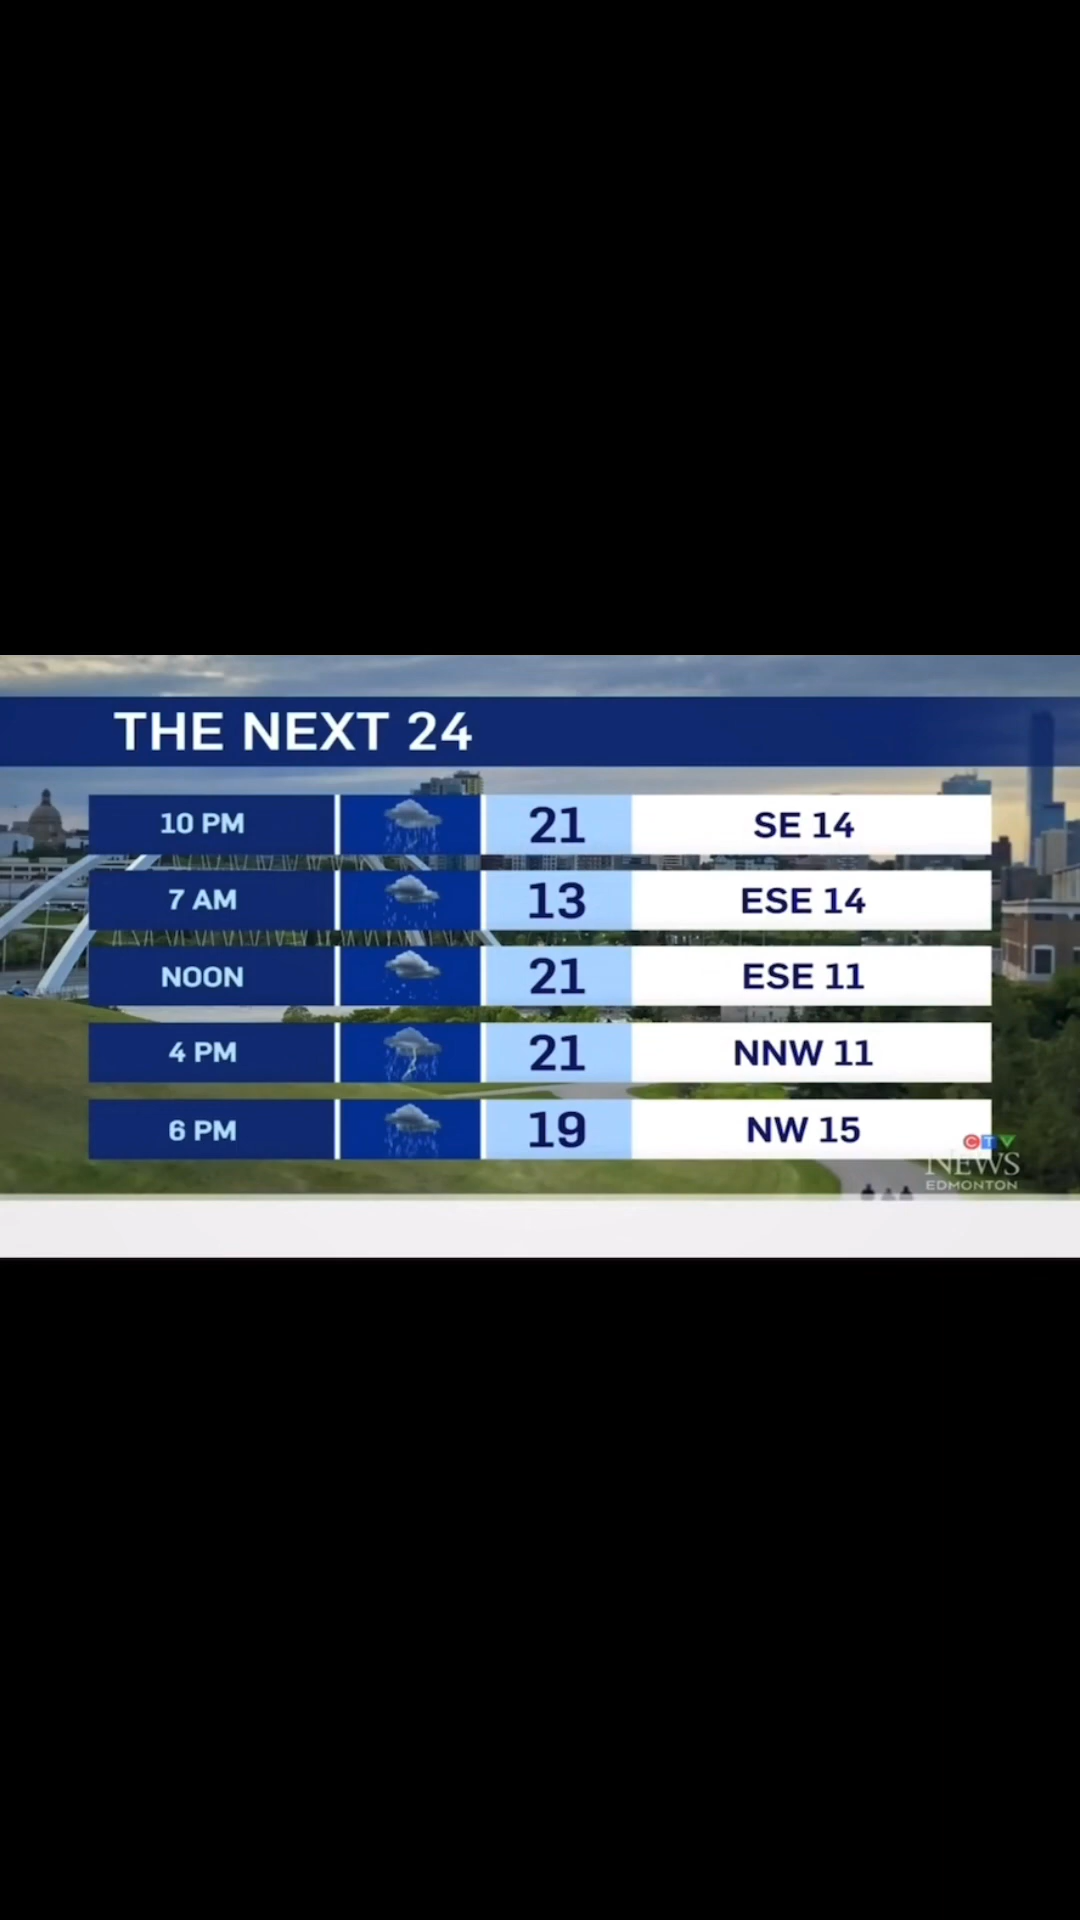 THE NEXT 24
10 PM 21 SE 14
7 AM 13 ESE 14
NOON 21 ESE 11
4 PM 21 NNW 11
6 PM 19 NW 15
CTV
NEWS
EDMONTON